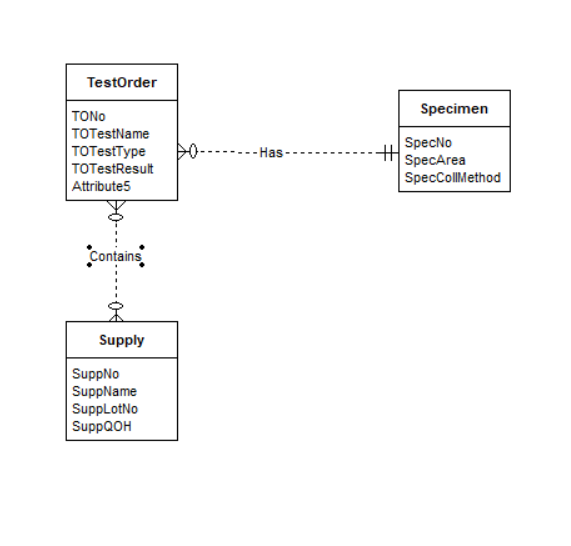 TestOrder
TONo
TOTestName
TOTestType
TOTestResult
Attribute5
Has
Specimen
SpecNo
SpecArea
SpecCollMethod
Contains
Supply
SuppNo
SuppName
SuppLotNo
SuppQOH